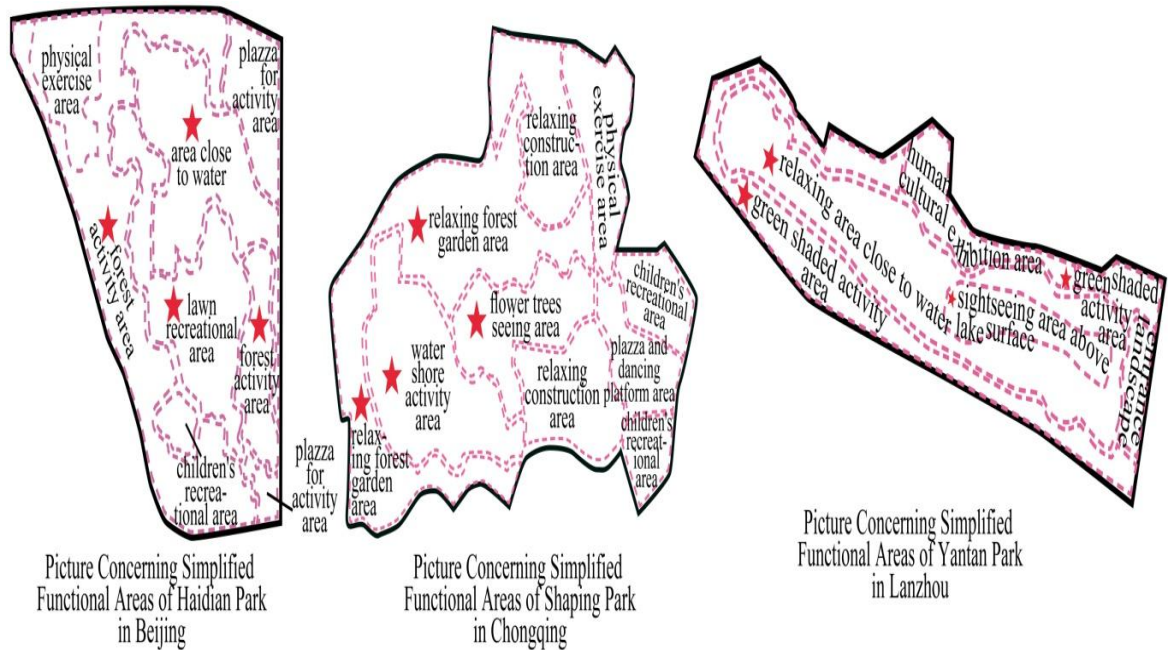 physical
exercise
area
plazza
for
activity
area
area close
to water
forest
activity area
lawn
recreational
area
forest
activity
area
children's
recrea-
tional area
plazza
for
activity
area
Picture Concerning Simplified
Functional Areas of Haidian Park
in Beijing
relaxing
construc-
tion area
physical
exercise area
relaxing forest
garden area
children's
recreational
area
flower trees
seeing area
water
shore
activity
area
relaxing
construction
area
plazza and
dancing
platform area
children's
recreat-
ional
area
relax-
ing forest
garden
area
Picture Concerning Simplified
Functional Areas of Shaping Park
in Chongqing
human
cultural exhibition area
relaxing area close to water
green shaded activity
area
green shaded
activity
area
sightseeing area above
lake surface
entrance
landscape
Picture Concerning Simplified
Functional Areas of Yantan Park
in Lanzhou